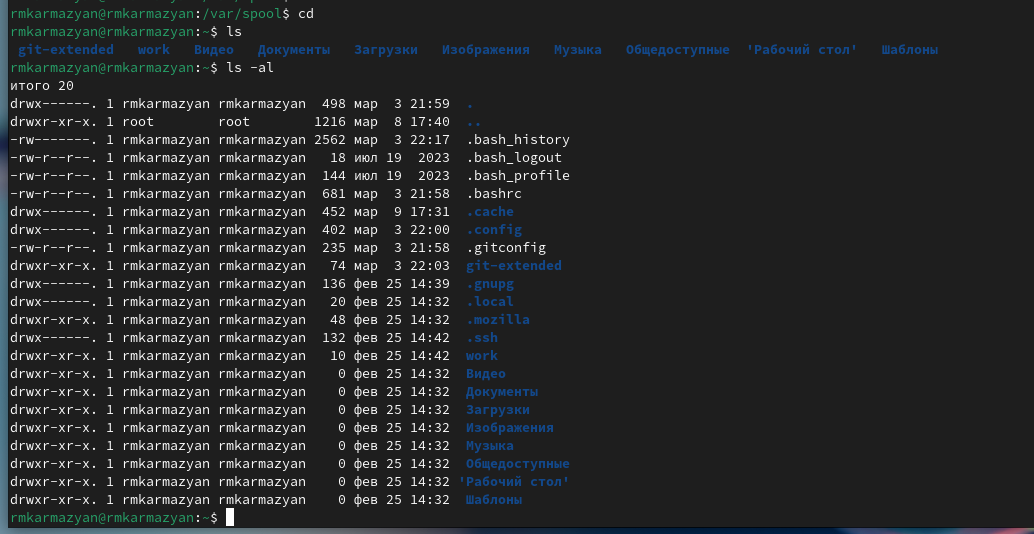 rmkarmazyan@rmkarmazyan:/var/spool$ cd
rmkarmazyan@rmkarmazyan:~$ ls
git-extended work Видео Документы Загрузки Изображения Музыка Общедоступные 'Рабочий стол' Шаблоны
rmkarmazyan@rmkarmazyan:~$ ls -al
итого 20
drwx------. 1 rmkarmazyan rmkarmazyan 498 мар 3 21:59 .
drwxr-xr-x. 1 root root 1216 мар 8 17:40 ..
-rw-------. 1 rmkarmazyan rmkarmazyan 2562 мар 3 22:17 .bash_history
-rw-r--r--. 1 rmkarmazyan rmkarmazyan 18 июл 19 2023 .bash_logout
-rw-r--r--. 1 rmkarmazyan rmkarmazyan 144 июл 19 2023 .bash_profile
-rw-r--r--. 1 rmkarmazyan rmkarmazyan 681 мар 3 21:58 .bashrc
drwx------. 1 rmkarmazyan rmkarmazyan 452 мар 9 17:31 .cache
drwx------. 1 rmkarmazyan rmkarmazyan 402 мар 3 22:00 .config
-rw-r--r--. 1 rmkarmazyan rmkarmazyan 235 мар 3 21:58 .gitconfig
drwxr-xr-x. 1 rmkarmazyan rmkarmazyan 74 мар 3 22:03 git-extended
drwx------. 1 rmkarmazyan rmkarmazyan 136 фев 25 14:39 .gnupg
drwx------. 1 rmkarmazyan rmkarmazyan 20 фев 25 14:32 .local
drwxr-xr-x. 1 rmkarmazyan rmkarmazyan 48 фев 25 14:32 .mozilla
drwx------. 1 rmkarmazyan rmkarmazyan 132 фев 25 14:42 .ssh
drwxr-xr-x. 1 rmkarmazyan rmkarmazyan 10 фев 25 14:42 work
drwxr-xr-x. 1 rmkarmazyan rmkarmazyan 0 фев 25 14:32 Видео
drwxr-xr-x. 1 rmkarmazyan rmkarmazyan 0 фев 25 14:32 Документы
drwxr-xr-x. 1 rmkarmazyan rmkarmazyan 0 фев 25 14:32 Загрузки
drwxr-xr-x. 1 rmkarmazyan rmkarmazyan 0 фев 25 14:32 Изображения
drwxr-xr-x. 1 rmkarmazyan rmkarmazyan 0 фев 25 14:32 Музыка
drwxr-xr-x. 1 rmkarmazyan rmkarmazyan 0 фев 25 14:32 Общедоступные
drwxr-xr-x. 1 rmkarmazyan rmkarmazyan 0 фев 25 14:32 'Рабочий стол'
drwxr-xr-x. 1 rmkarmazyan rmkarmazyan 0 фев 25 14:32 Шаблоны
rmkarmazyan@rmkarmazyan:~$